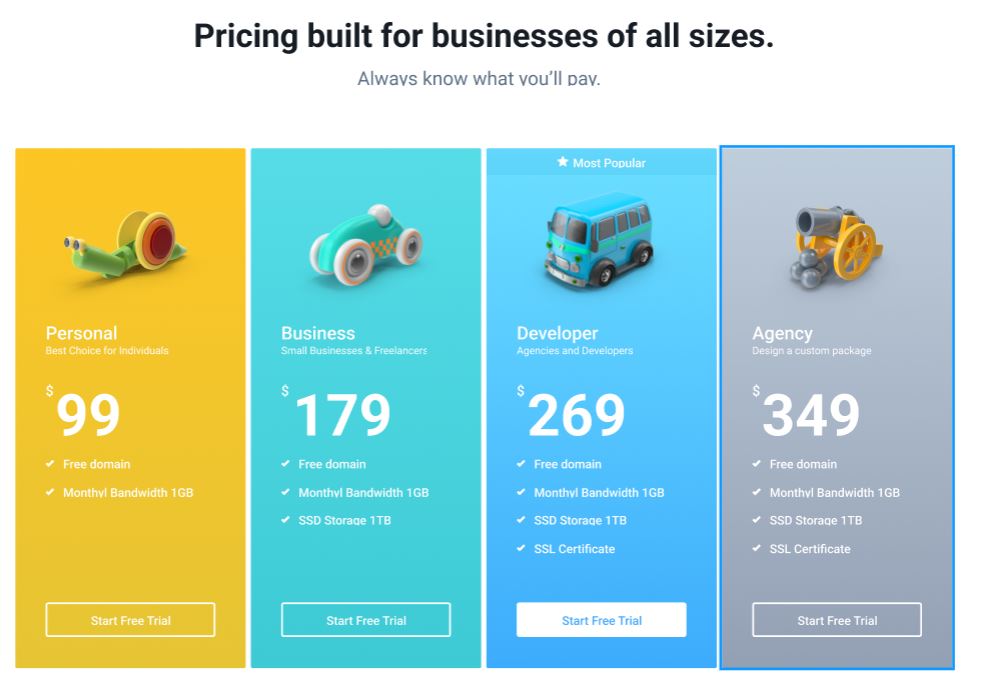 Pricing built for businesses of all sizes.
Always know what you'll pay.
Personal
Best Choice for Individuals
$
99
Free domain
Monthyl Bandwidth 1GB
Start Free Trial
Business
Small Businesses & Freelancers
$
179
Free domain
Monthyl Bandwidth 1GB
SSD Storage 1TB
Start Free Trial
Most Popular
Developer
Agencies and Developers
$
269
Free domain
Monthyl Bandwidth 1GB
SSD Storage 1TB
SSL Certificate
Start Free Trial
Agency
Design a custom package
$
349
Free domain
Monthyl Bandwidth 1GB
SSD Storage 1TB
SSL Certificate
Start Free Trial